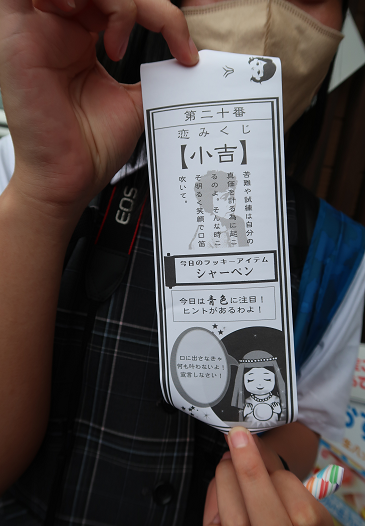 第二十番
恋みくじ
【小吉】
苦難や試練は自分の
真価を計る為に起こ
るのよ。そんな時こ
そ明るく笑顔で口笛
吹いて。
今日のラッキーアイテム
シャーペン
今日は青色に注目!
ヒントがあるわよ!
口に出さなきゃ
何も叶わないよ!
宣言しなさい!
EOS